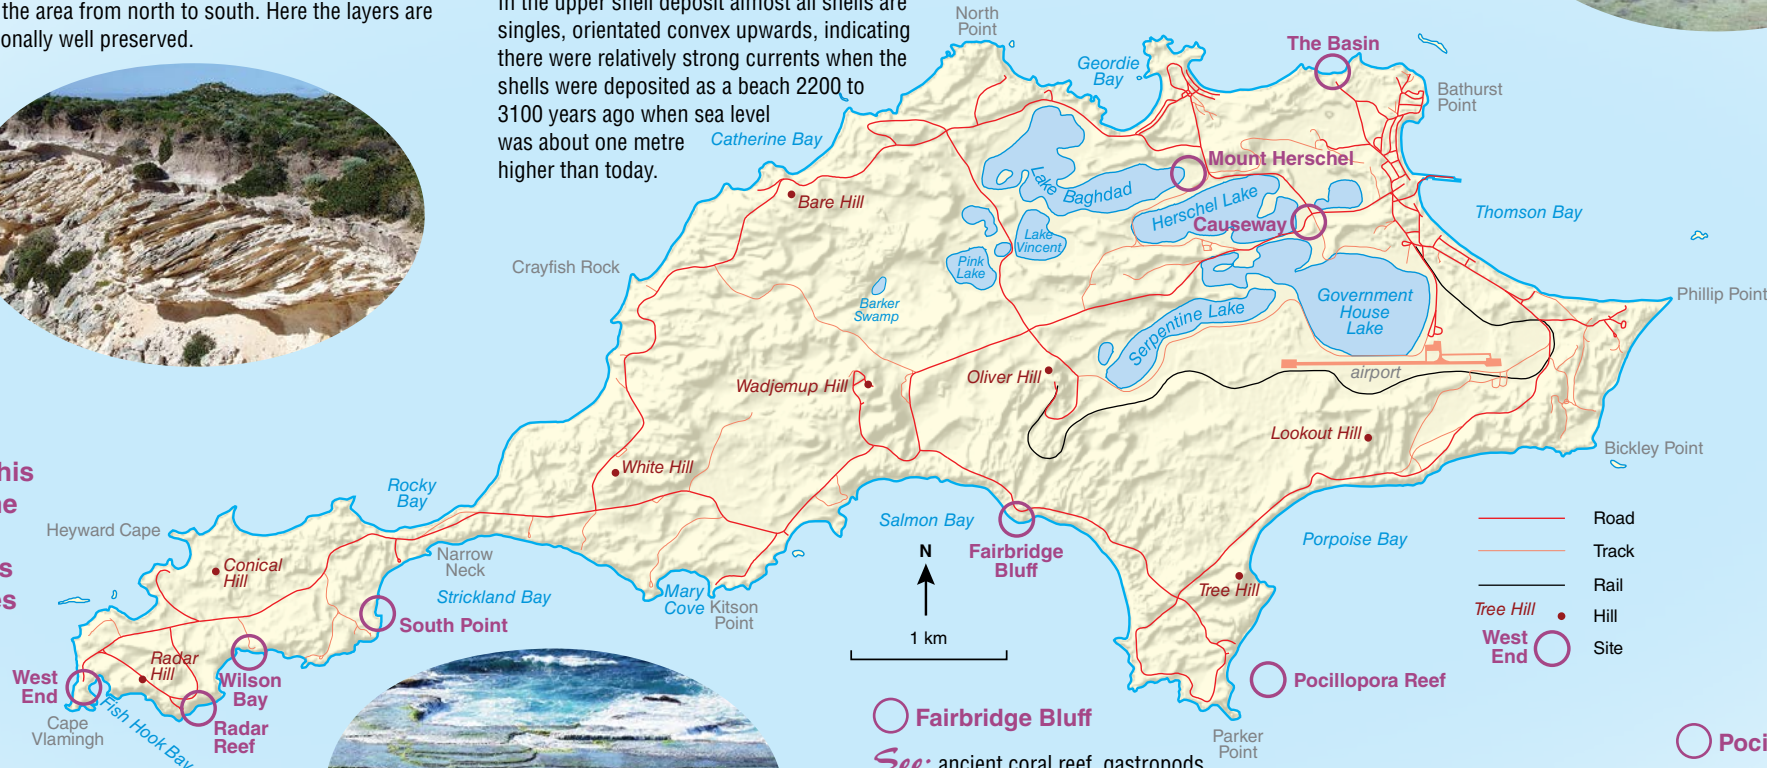 the area from north to south. Here the layers are
onally well preserved.
In the upper shell deposit almost all shells are
singles, orientated convex upwards, indicating
there were relatively strong currents when the
shells were deposited as a beach 2200 to
3100 years ago when sea level
was about one metre
higher than today.
his
e
s
es
North
Point
Geordie
Bay
The Basin
Bathurst
Point
Catherine Bay
Mount Herschel
Lake Baghdad
Herschel Lake
Causeway
Thomson Bay
Bare Hill
Lake
Vincent
Pink
Lake
Crayfish Rock
Barker
Swamp
Government
House
Lake
Phillip Point
Serpentine Lake
airport
Wadjemup Hill
Oliver Hill
Lookout Hill
Bickley Point
White Hill
Rocky
Bay
Heyward Cape
Salmon Bay
Fairbridge
Bluff
Porpoise Bay
Narrow
Neck
Conical
Hill
Strickland Bay
Mary
Cove
Kitson
Point
Tree Hill
South Point
N
1 km
Road
Track
Rail
Tree Hill
Hill
West
End
Site
Radar
Hill
West
End
Wilson
Bay
Cape
Vlamingh
Fish Hook Bay
Radar
Reef
Pocillopora Reef
Parker
Point
Fairbridge Bluff
See: ancient coral reef, gastropods
Poci